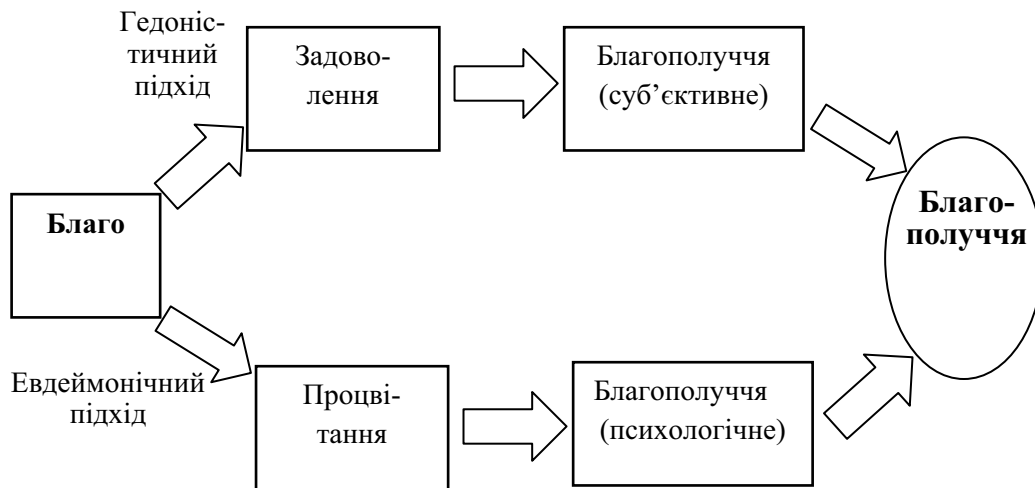 Гедоніс-
тичний
підхід
Задово-
лення
Благополуччя
(суб’єктивне)
Благо
Благо-
получчя
Евдеймонічний
підхід
Процві-
тання
Благополуччя
(психологічне)